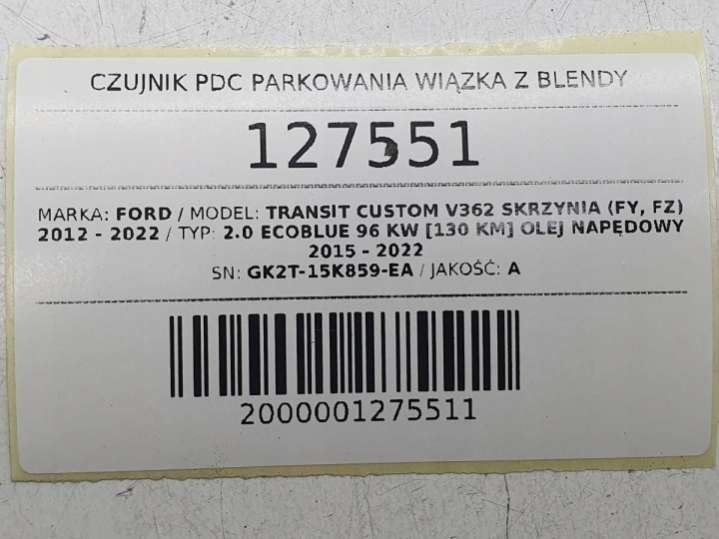 CZUJNIK PDC PARKOWANIA WIĄZKA Z BLENDY
127551
MARKA: FORD / MODEL: TRANSIT CUSTOM V362 SKRZYNIA (FY, FZ)
2012 - 2022 / TYP: 2.0 ECOBLUE 96 KW [130 KM] OLEJ NAPĘDOWY
2015 - 2022
SN: GK2T-15K859-EA / JAKOŚĆ: A
2000001275511